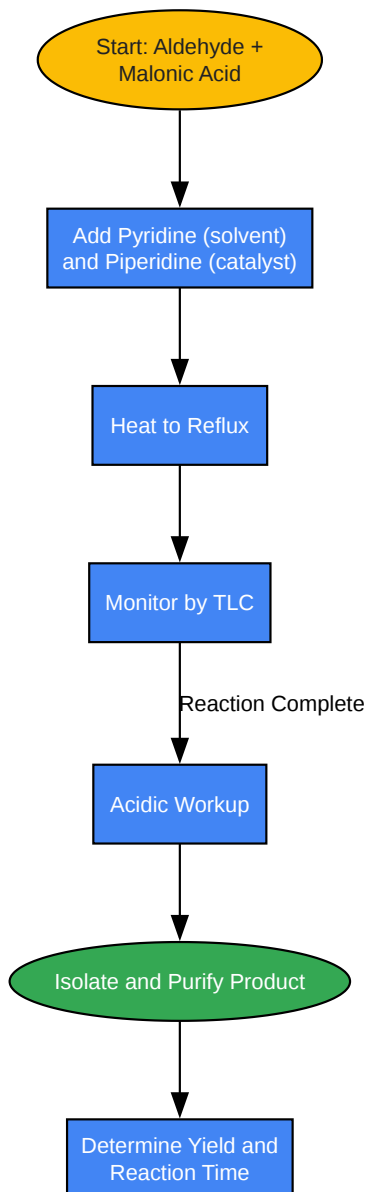 Start: Aldehyde +
Malonic Acid
Add Pyridine (solvent)
and Piperidine (catalyst)
Heat to Reflux
Monitor by TLC
Reaction Complete
Acidic Workup
Isolate and Purify Product
Determine Yield and
Reaction Time